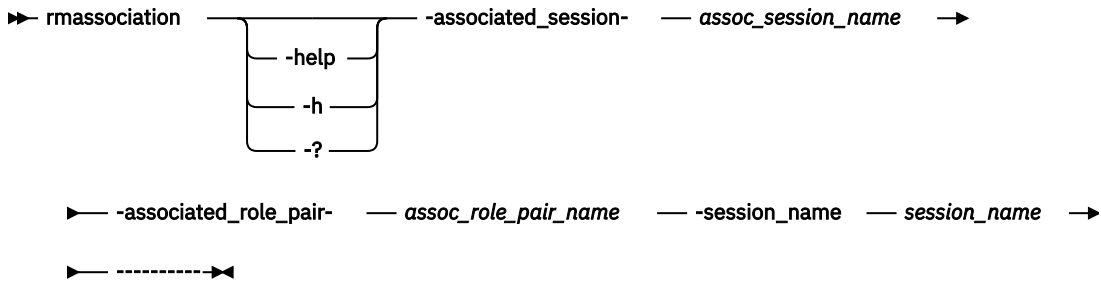 rmassociation -associated_session- assoc_session_name
-help
-h
-?
-associated_role_pair- assoc_role_pair_name -session_name session_name
----------